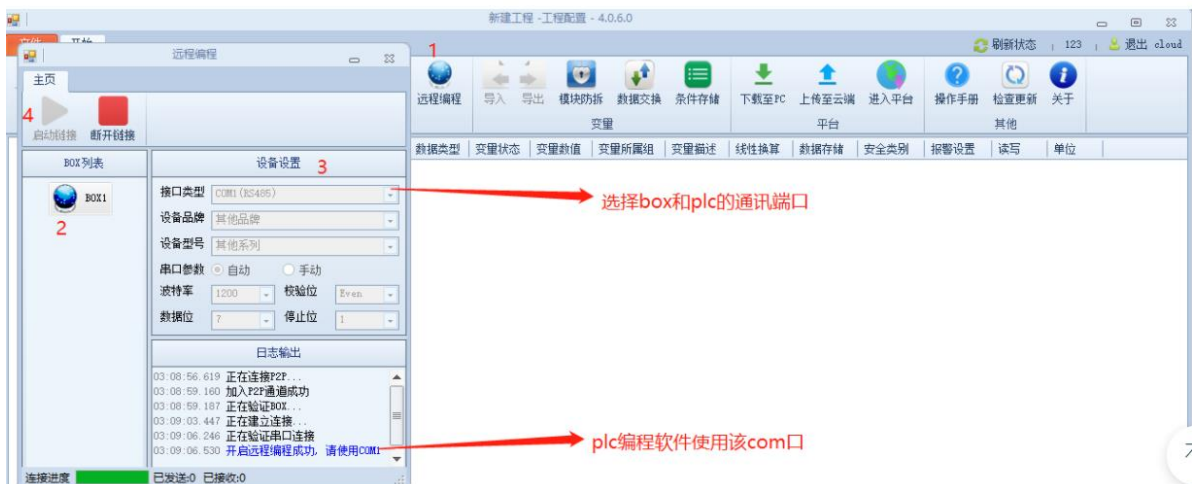 新建工程 -工程配置 - 4.0.6.0
文件 开始
刷新状态 | 123 | 退出 cloud
1
远程编程 导入 导出 模块防拆 数据交换 条件存储 下载至PC 上传至云端 进入平台 操作手册 检查更新 关于
变量 平台 其他
数据类型 变量状态 变量数值 变量所属组 变量描述 线性换算 数据存储 安全类别 报警设置 读写 单位
远程编程
主页
4
启动链接 断开链接
BOX列表
BOX1
2
设备设置 3
接口类型 COM1(RS485)
选择box和plc的通讯端口
设备品牌 其他品牌
设备型号 其他系列
串口参数 自动 手动
波特率 1200 校验位 Even
数据位 7 停止位 1
日志输出
03:08:56.619 正在连接P2P...
03:08:59.160 加入P2P通道成功
03:08:59.187 正在验证BOX...
03:09:03.447 正在建立连接...
03:09:06.246 正在验证串口连接
03:09:06.530 开启远程编程成功, 请使用COM1
plc编程软件使用该com口
连接进度 已发送:0 已接收:0